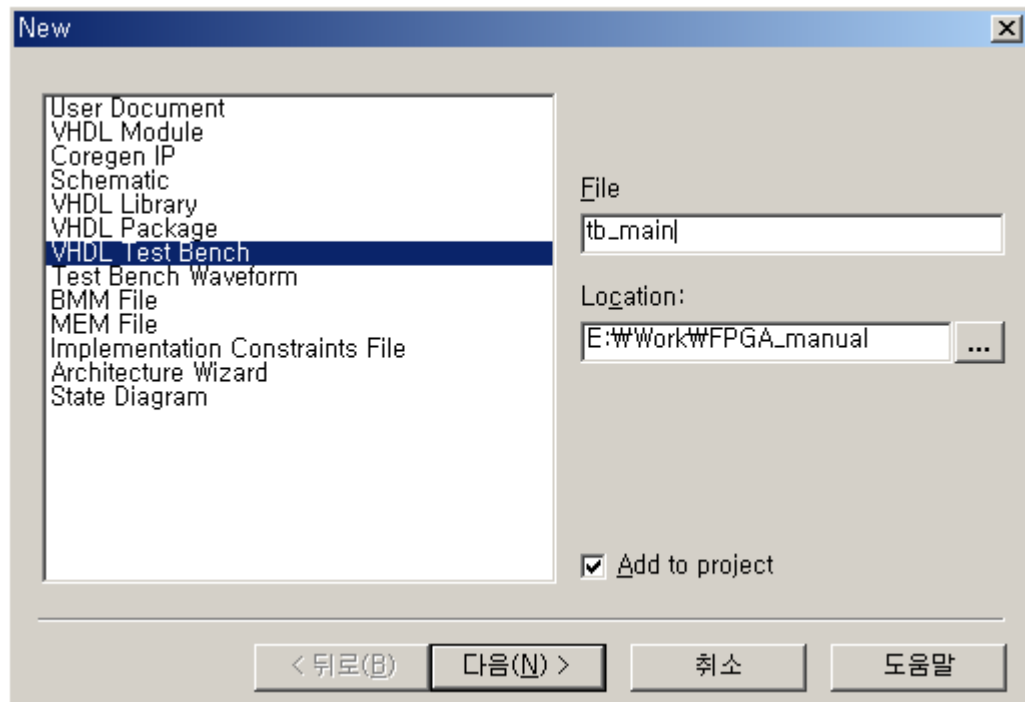 New
User Document
VHDL Module
Coregen IP
Schematic
VHDL Library
VHDL Package
VHDL Test Bench
Test Bench Waveform
BMM File
MEM File
Implementation Constraints File
Architecture Wizard
State Diagram
File
tb_main
Location:
E:₩Work₩FPGA_manual
...
Add to project
< 뒤로(B)
다음(N) >
취소
도움말